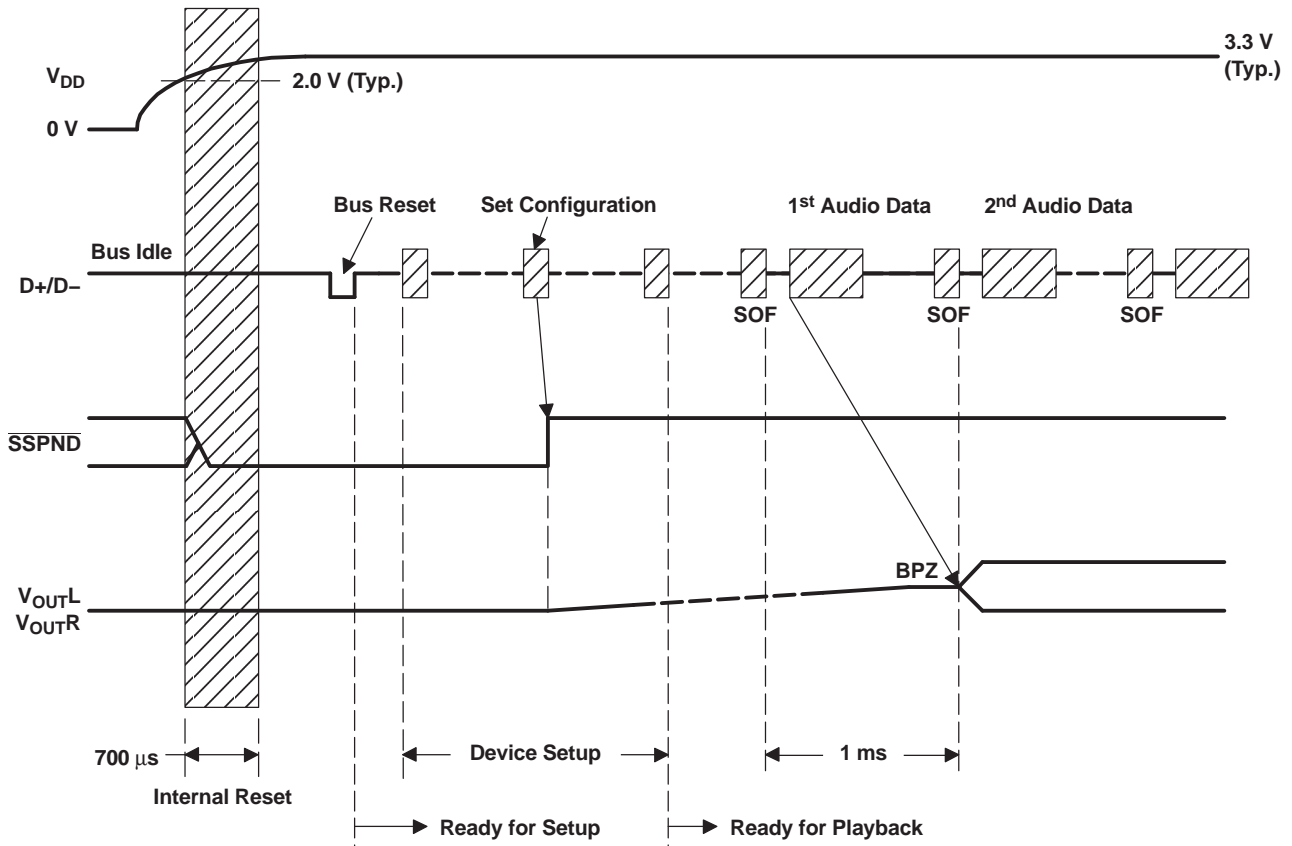 3.3 V
(Typ.)
VDD
2.0 V (Typ.)
0 V
Bus Reset
Set Configuration
1st Audio Data
2nd Audio Data
Bus Idle
D+/D–
SOF
SOF
SOF
SSPND
BPZ
VOUTL
VOUTR
700 μs
Device Setup
1 ms
Internal Reset
Ready for Setup
Ready for Playback